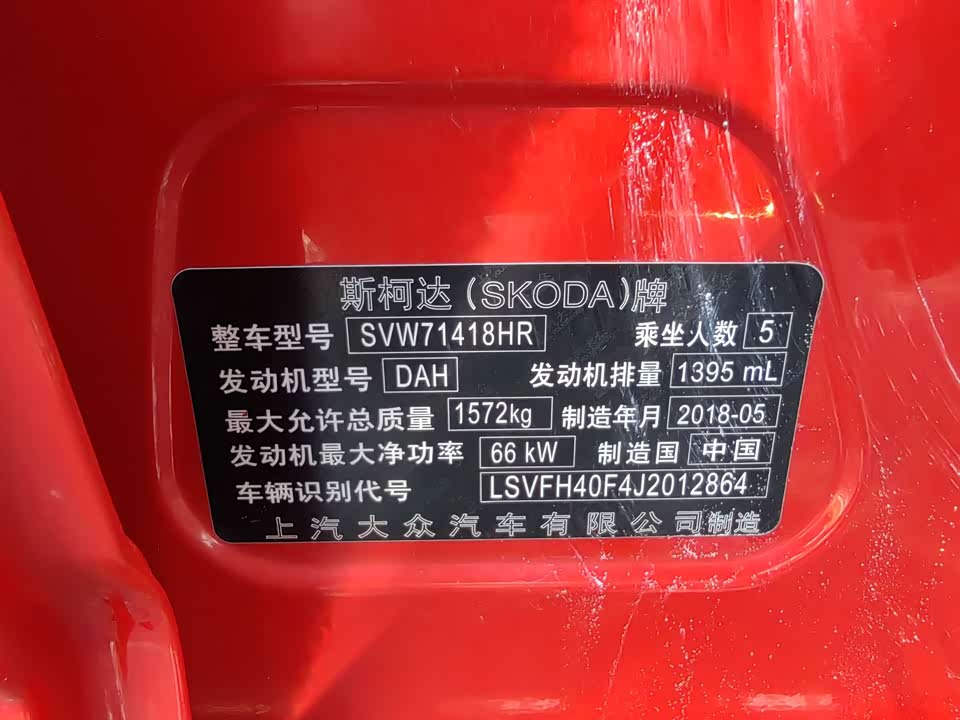 斯柯达(SKODA)牌
整车型号 SVW71418HR 乘坐人数 5
发动机型号 DAH 发动机排量 1395 mL
最大允许总质量 1572kg 制造年月 2018-05
发动机最大净功率 66 kW 制造国 中国
车辆识别代号 LSVFH40F4J2012864
上汽大众汽车有限公司制造